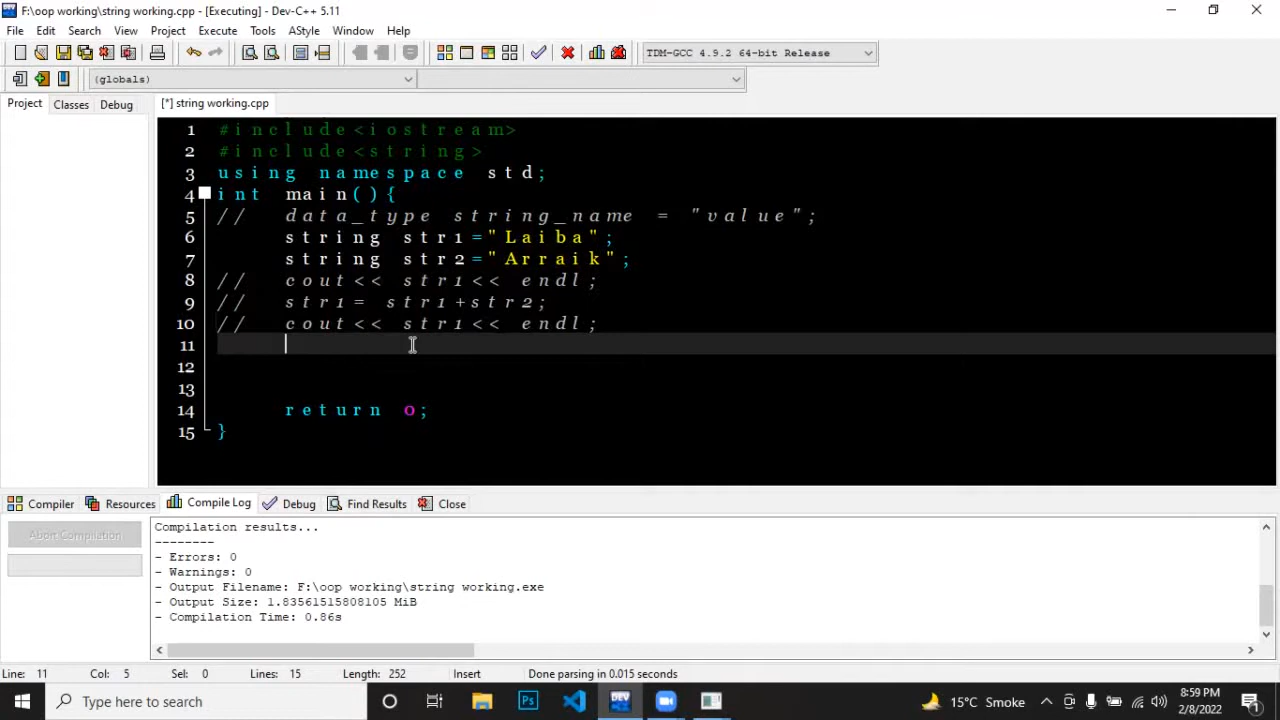 F:\oop working\string working.cpp - [Executing] - Dev-C++ 5.11
File Edit Search View Project Execute Tools AStyle Window Help
TDM-GCC 4.9.2 64-bit Release
(globals)
Project Classes Debug [*] string working.cpp
1 #include<iostream>
2 #include<string>
3 using namespace std;
4 int main(){
5 // data_type string_name = "value";
6 string str1="Laiba";
7 string str2="Arraik";
8 // cout<< str1<< endl;
9 // str1= str1+str2;
10 // cout<< str1<< endl;
11
12
13
14 return 0;
15 }
Compiler Resources Compile Log Debug Find Results Close
Abort Compilation
Compilation results...
--------
- Errors: 0
- Warnings: 0
- Output Filename: F:\oop working\string working.exe
- Output Size: 1.83561515808105 MiB
- Compilation Time: 0.86s
Line: 11 Col: 5 Sel: 0 Lines: 15 Length: 252 Insert Done parsing in 0.015 seconds
Type here to search
Ps
DEV
15°C Smoke
8:59 PM
2/8/2022
1